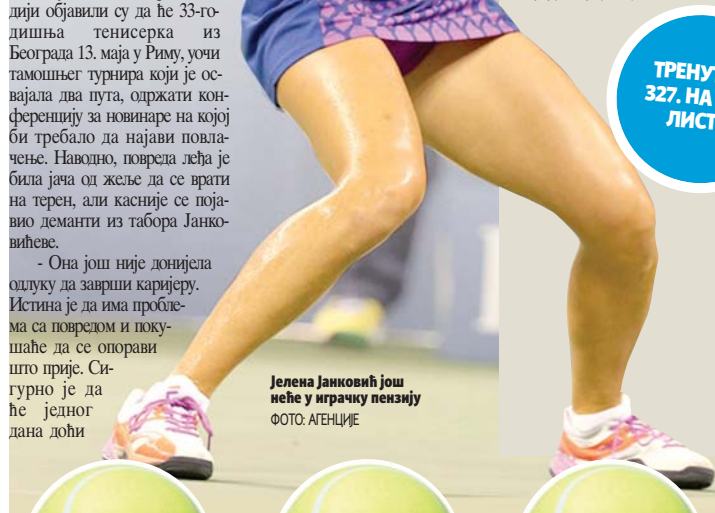 дији објавили су да ће 33-го-
дишња тенисерка из
Београда 13. маја у Риму, уочи
тамошњег турнира који је ос-
вајала два пута, одржати кон-
ференцију за новинаре на којој
би требало да најави повла-
чење. Наводно, повреда леђа је
била јача од жеље да се врати
на терен, али касније се поја-
вио деманти из табора Јанко-
вићеве.
- Она још није донијела
одлуку да заврши каријеру.
Истина је да има пробле-
ма са повредом и поку-
шаће да се опорави
што прије. Си-
гурно је да
ће једног
дана доћи
Јелена Јанковић још
неће у играчку пензију
ФОТО: АГЕНЦИЈЕ
327. НА